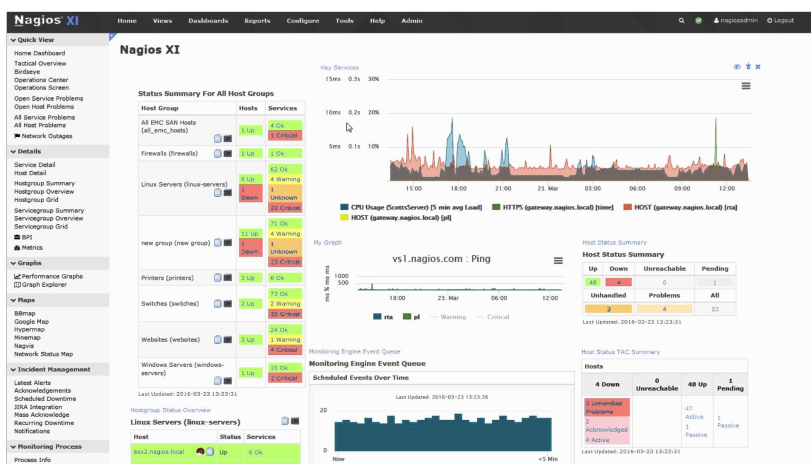 Nagios XI
Home Views Dashboards Reports Configure Tools Help Admin
nagiosadmin Logout
Quick View
Home Dashboard
Tactical Overview
Birdseye
Operations Center
Operations Screen
Open Service Problems
Open Host Problems
All Service Problems
All Host Problems
Network Outages
Details
Service Detail
Host Detail
Hostgroup Summary
Hostgroup Overview
Hostgroup Grid
Servicegroup Summary
Servicegroup Overview
Servicegroup Grid
BPI
Metrics
Graphs
Performance Graphs
Graph Explorer
Maps
BBmap
Google Map
Hypermap
Minemap
Nagvis
Network Status Map
Incident Management
Latest Alerts
Acknowledgements
Scheduled Downtime
JIRA Integration
Mass Acknowledge
Recurring Downtime
Notifications
Monitoring Process
Process Info
Nagios XI
Status Summary For All Host Groups
Host Group Hosts Services
All EMC SAN Hosts
(all_emc_hosts)
1 Up
4 Ok
1 Critical
Firewalls (firewalls) 1 Up 1 Ok
Linux Servers (linux-servers)
6 Up
1 Down
62 Ok
4 Warning
1 Unknown
23 Critical
new group (new group)
11 Up
1 Down
71 Ok
4 Warning
1 Unknown
23 Critical
Printers (printers) 3 Up 6 Ok
Switches (switches)
2 Up
73 Ok
2 Warning
Websites (websites)
3 Up
24 Ok
1 Warning
4 Critical
Windows Servers (windows-servers)
1 Up
10 Ok
2 Critical
Last Updated: 2016-03-23 13:23:31
Hostgroup Status Overview
Linux Servers (linux-servers)
Host Status Services
esx2.nagios.local Up 6 Ok
Key Services
15ms 0.3s 30%
10ms 0.2s 20%
5ms 0.1s 10%
15:00 18:00 21:00 23. Mar 03:00 06:00 09:00 12:00
CPU Usage (ScottsServer) [5 min avg Load] HTTPS (gateway.nagios.local) [time] HOST (gateway.nagios.local) [rta]
HOST (gateway.nagios.local) [pl]
My Graph
vs1.nagios.com : Ping
ms % ms ms
1000
500
18:00 23. Mar 06:00 12:00
rta pl Warning Critical
Monitoring Engine Event Queue
Monitoring Engine Event Queue
Scheduled Events Over Time
Last Updated: 2016-03-23 13:23:36
20
0
Now +5 Min
Host Status Summary
Host Status Summary
Up Down Unreachable Pending
48 4 0 1
Unhandled Problems All
2 4 53
Last Updated: 2016-03-23 13:23:31
Host Status TAC Summary
Hosts
4 Down 0 Unreachable 48 Up 1 Pending
2 Unhandled Problems
2 Acknowledged
4 Active
47 Active
1 Passive
1 Passive
Last Updated: 2016-03-23 13:23:31